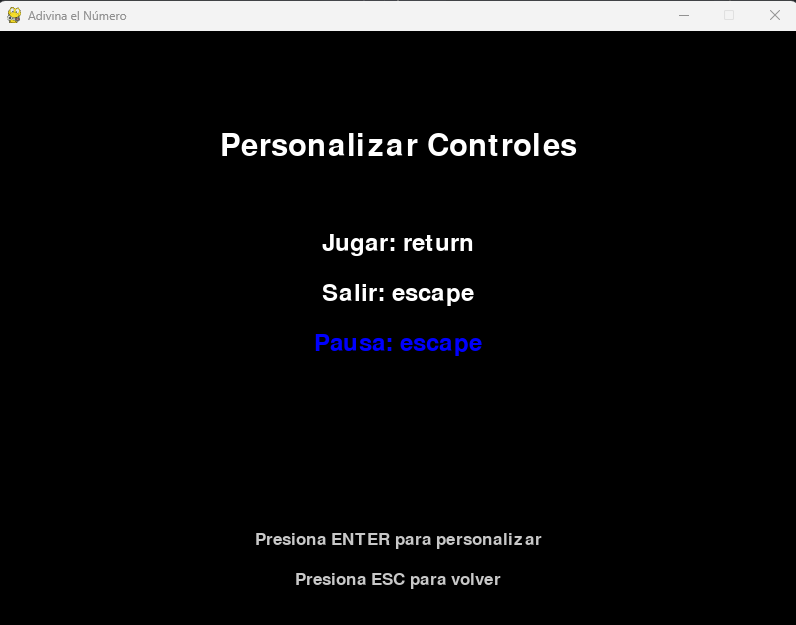 Adivina el Número
Personalizar Controles
Jugar: return
Salir: escape
Pausa: escape
Presiona ENTER para personalizar
Presiona ESC para volver